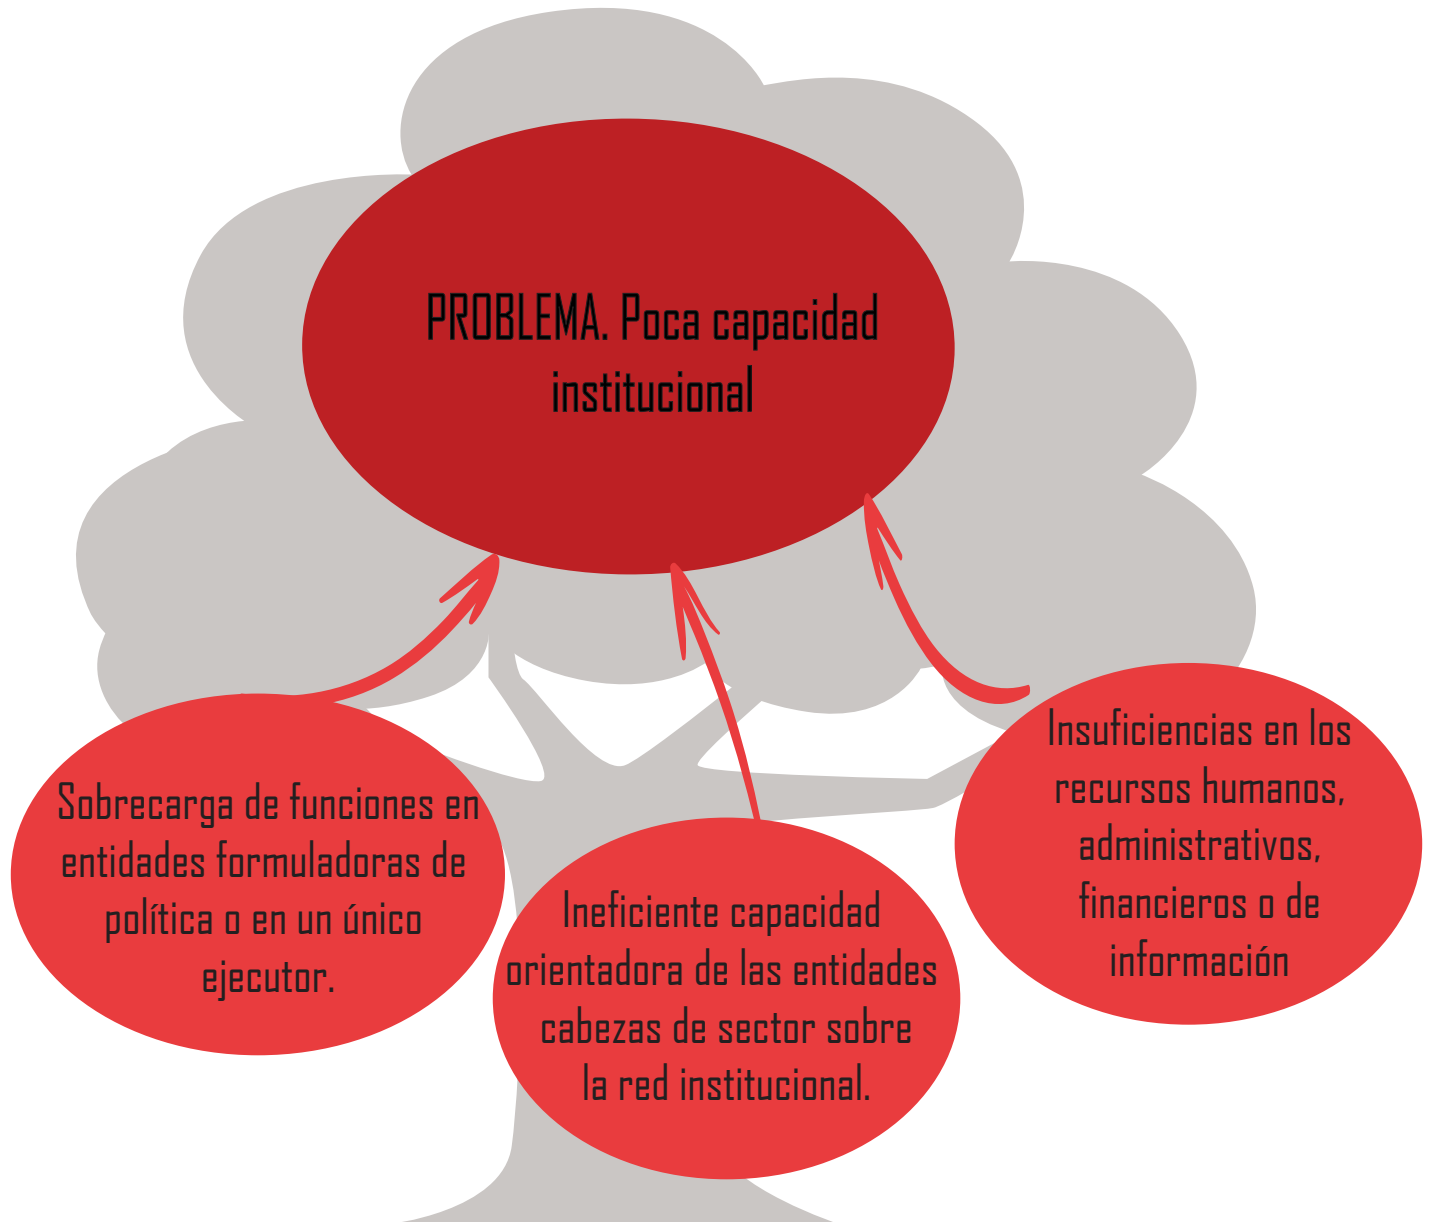 PROBLEMA. Poca capacidad
institucional
Sobrecarga de funciones en
entidades formuladoras de
política o en un único
ejecutor.
Ineficiente capacidad
orientadora de las entidades
cabezas de sector sobre
la red institucional.
Insuficiencias en los
recursos humanos,
administrativos,
financieros o de
información